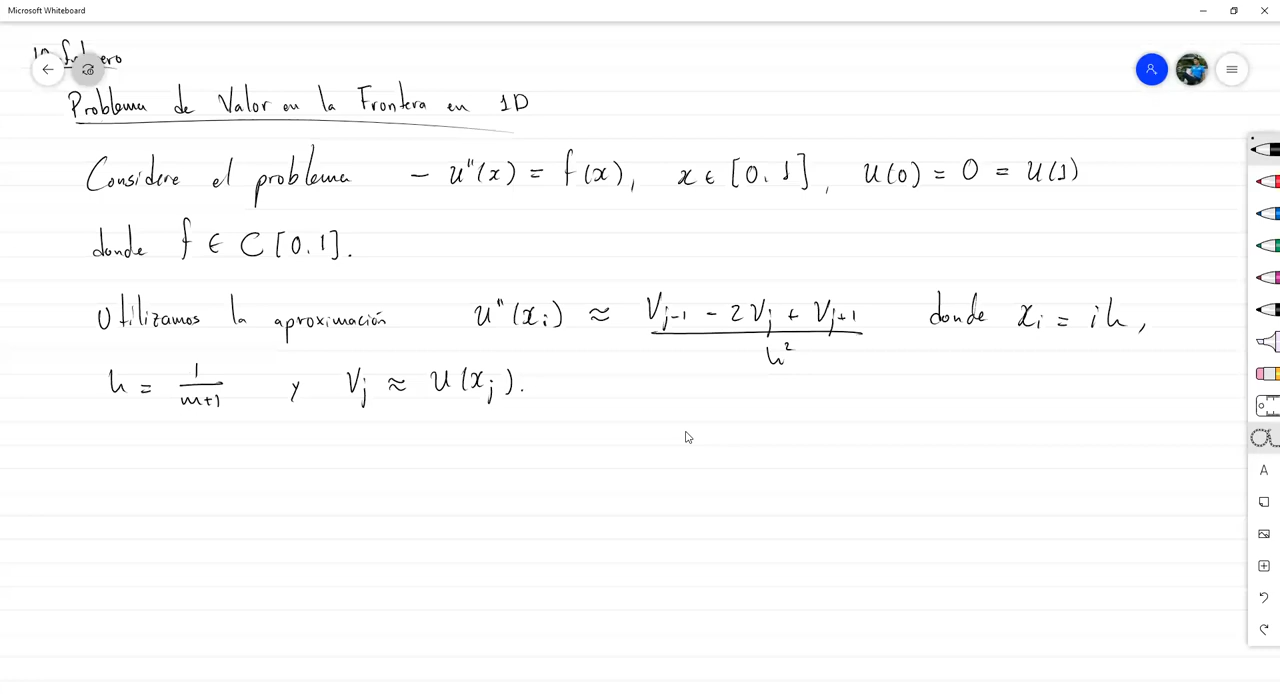 Microsoft Whiteboard
Problema de Valor en la Frontera en 1D
Considere el problema - u"(x) = f(x), x ∈ [0,1], u(0) = 0 = u(1)
donde f ∈ C[0,1].
Utilizamos la aproximación u"(xᵢ) ≈ (Vⱼ₋₁ - 2Vⱼ + Vⱼ₊₁)/h² donde xᵢ = ih,
h = 1/(m+1) y Vⱼ ≈ u(xⱼ).
A